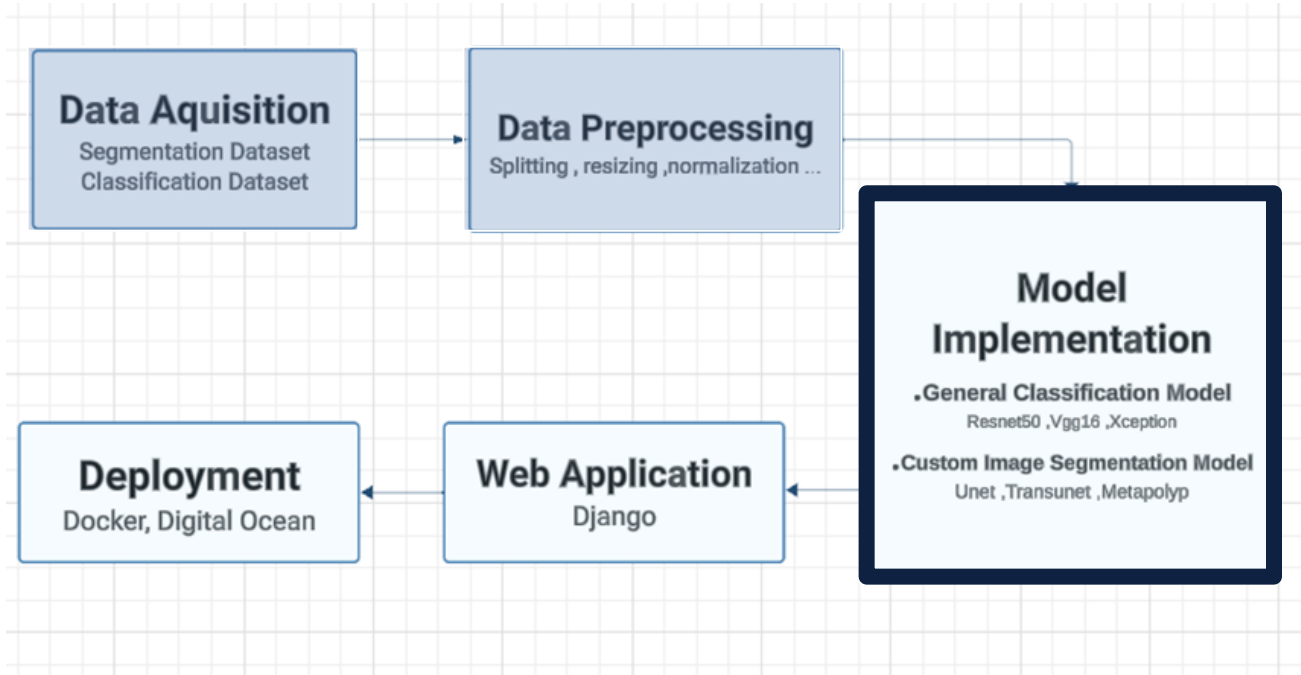 Data Aquisition
Segmentation Dataset
Classification Dataset
Data Preprocessing
Splitting , resizing ,normalization ...
Model
Implementation
.General Classification Model
Resnet50 ,Vgg16 ,Xception
.Custom Image Segmentation Model
Unet ,Transunet ,Metapolyp
Web Application
Django
Deployment
Docker, Digital Ocean